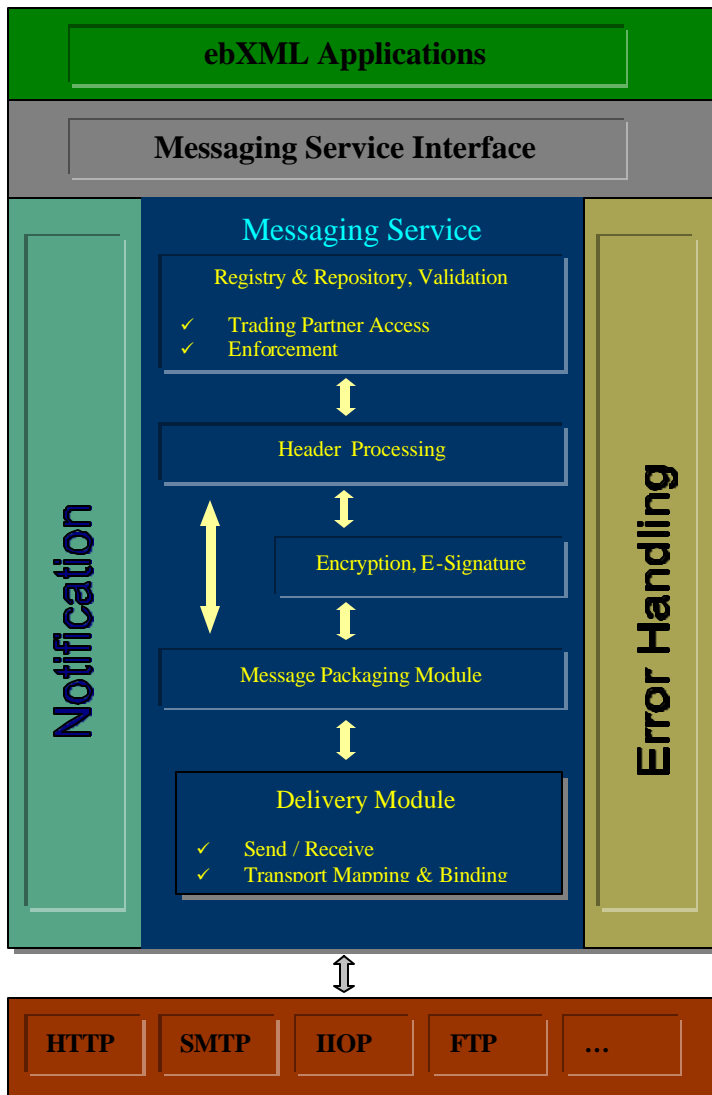 ebXML Applications
Messaging Service Interface
Messaging Service
Registry & Repository, Validation
✓ Trading Partner Access
✓ Enforcement
Header Processing
Encryption, E-Signature
Message Packaging Module
Delivery Module
✓ Send / Receive
✓ Transport Mapping & Binding
Notification
Error Handling
HTTP
SMTP
IIOP
FTP
…